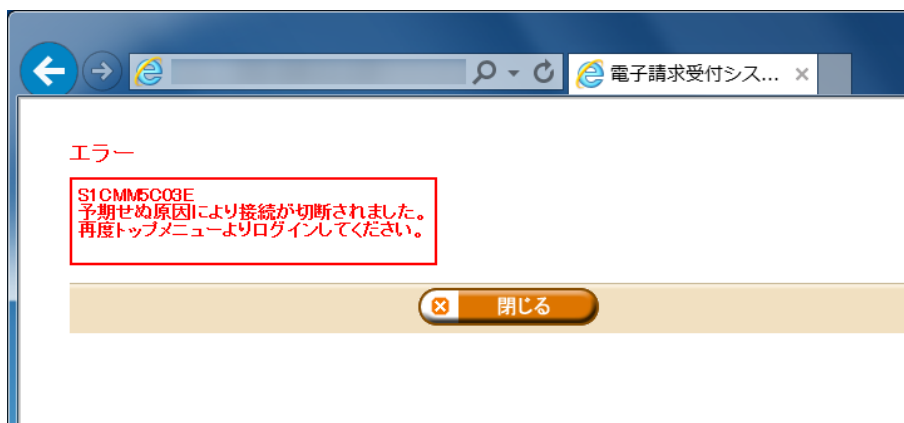 電子請求受付シス...
エラー
S1CMM5C03E
予期せぬ原因により接続が切断されました。
再度トップメニューよりログインしてください。
閉じる